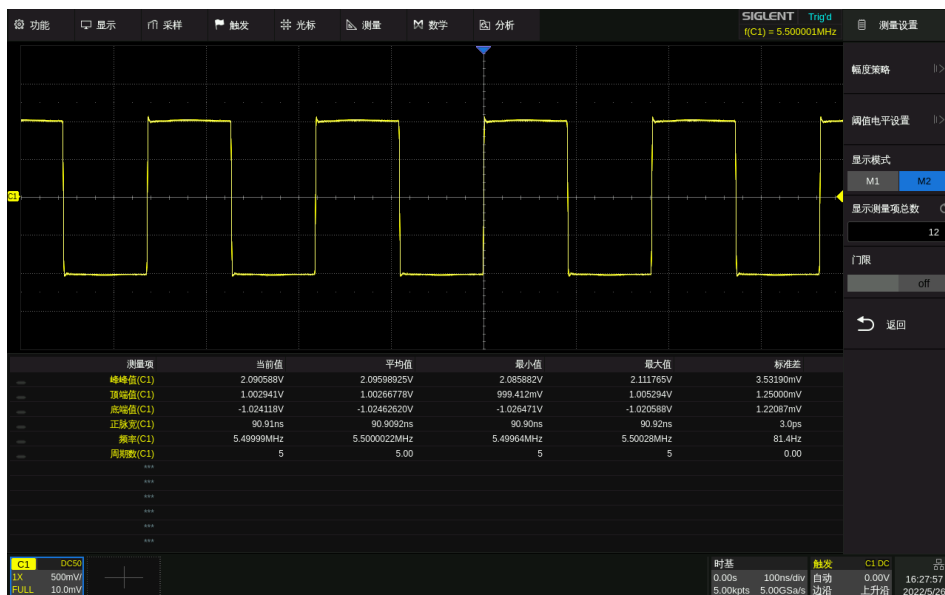 功能 显示 采样 触发 光标 测量 数学 分析 SIGLENT Trig'd 测量设置
f(C1) = 5.500001MHz
幅度策略
阈值电平设置
显示模式
M1 M2
C1
显示测量项总数
12
门限
off
返回
测量项 当前值 平均值 最小值 最大值 标准差
峰峰值(C1) 2.090588V 2.09598925V 2.085882V 2.111765V 3.53190mV
顶端值(C1) 1.002941V 1.00266778V 999.412mV 1.005294V 1.25000mV
底端值(C1) -1.024118V -1.02462620V -1.026471V -1.020588V 1.22087mV
正脉宽(C1) 90.91ns 90.9092ns 90.90ns 90.92ns 3.0ps
频率(C1) 5.49999MHz 5.5000022MHz 5.49964MHz 5.50028MHz 81.4Hz
周期数(C1) 5 5.00 5 5 0.00
***
***
***
***
***
***
C1 DC50 时基 触发 C1 DC
1X 500mV/ 0.00s 100ns/div 自动 0.00V 16:27:57
FULL 10.0mV 5.00kpts 5.00GSa/s 边沿 上升沿 2022/5/26